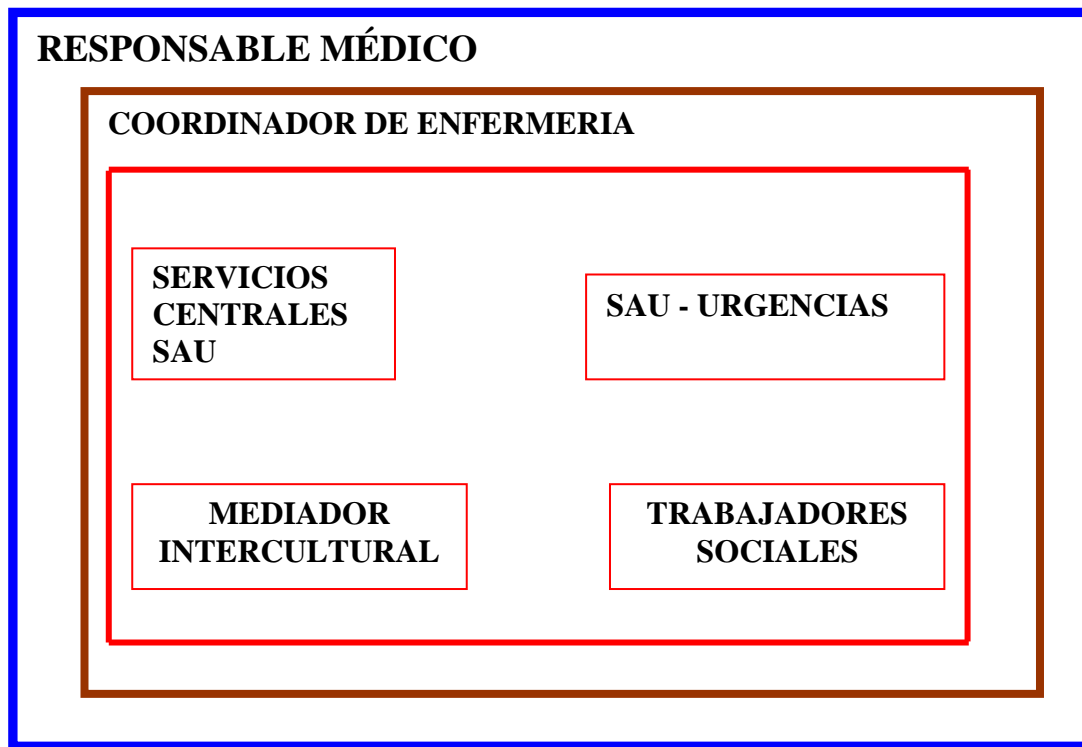 RESPONSABLE MÉDICO
COORDINADOR DE ENFERMERIA
SERVICIOS
CENTRALES
SAU
SAU - URGENCIAS
MEDIADOR
INTERCULTURAL
TRABAJADORES
SOCIALES